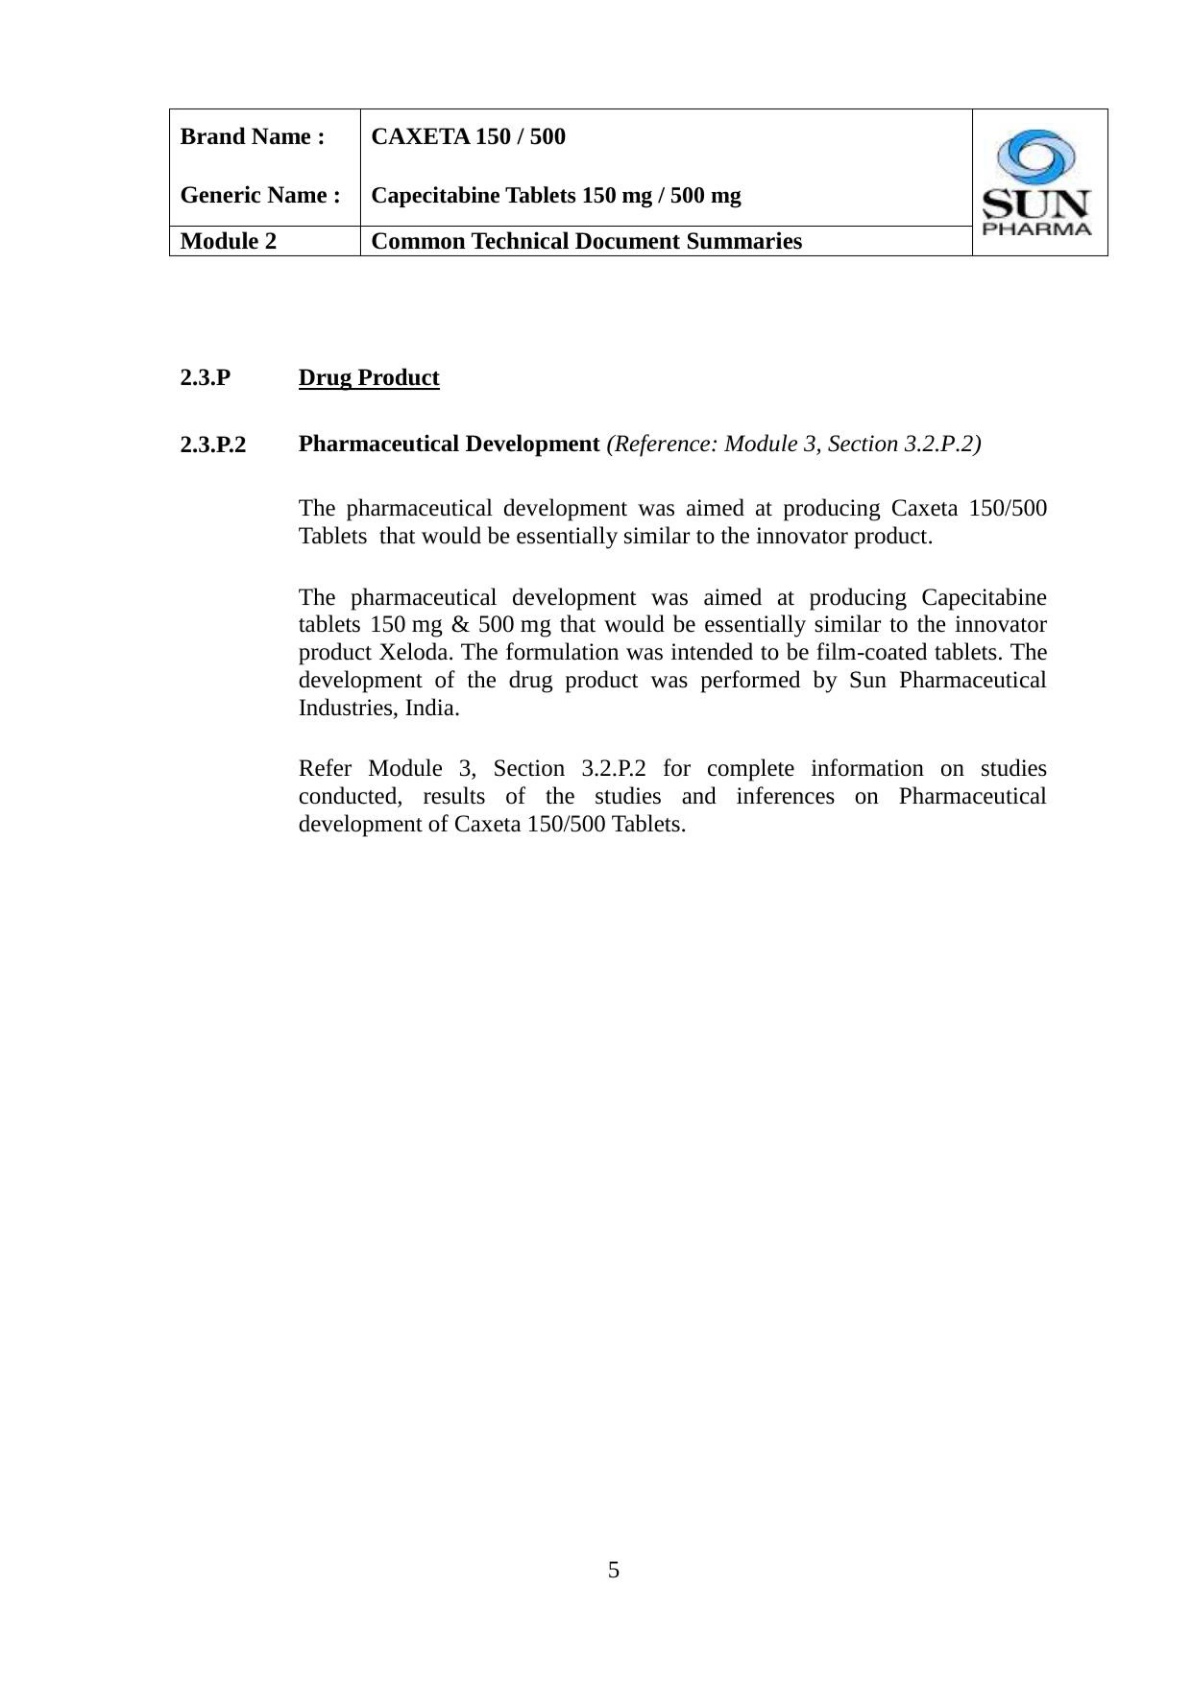 Brand Name :
CAXETA 150 / 500
Generic Name :
Capecitabine Tablets 150 mg / 500 mg
Module 2
Common Technical Document Summaries
SUN
PHARMA
2.3.P Drug Product
2.3.P.2 Pharmaceutical Development (Reference: Module 3, Section 3.2.P.2)
The pharmaceutical development was aimed at producing Caxeta 150/500
Tablets  that would be essentially similar to the innovator product.
The pharmaceutical development was aimed at producing Capecitabine
tablets 150 mg & 500 mg that would be essentially similar to the innovator
product Xeloda. The formulation was intended to be film-coated tablets. The
development of the drug product was performed by Sun Pharmaceutical
Industries, India.
Refer Module 3, Section 3.2.P.2 for complete information on studies
conducted, results of the studies and inferences on Pharmaceutical
development of Caxeta 150/500 Tablets.
5